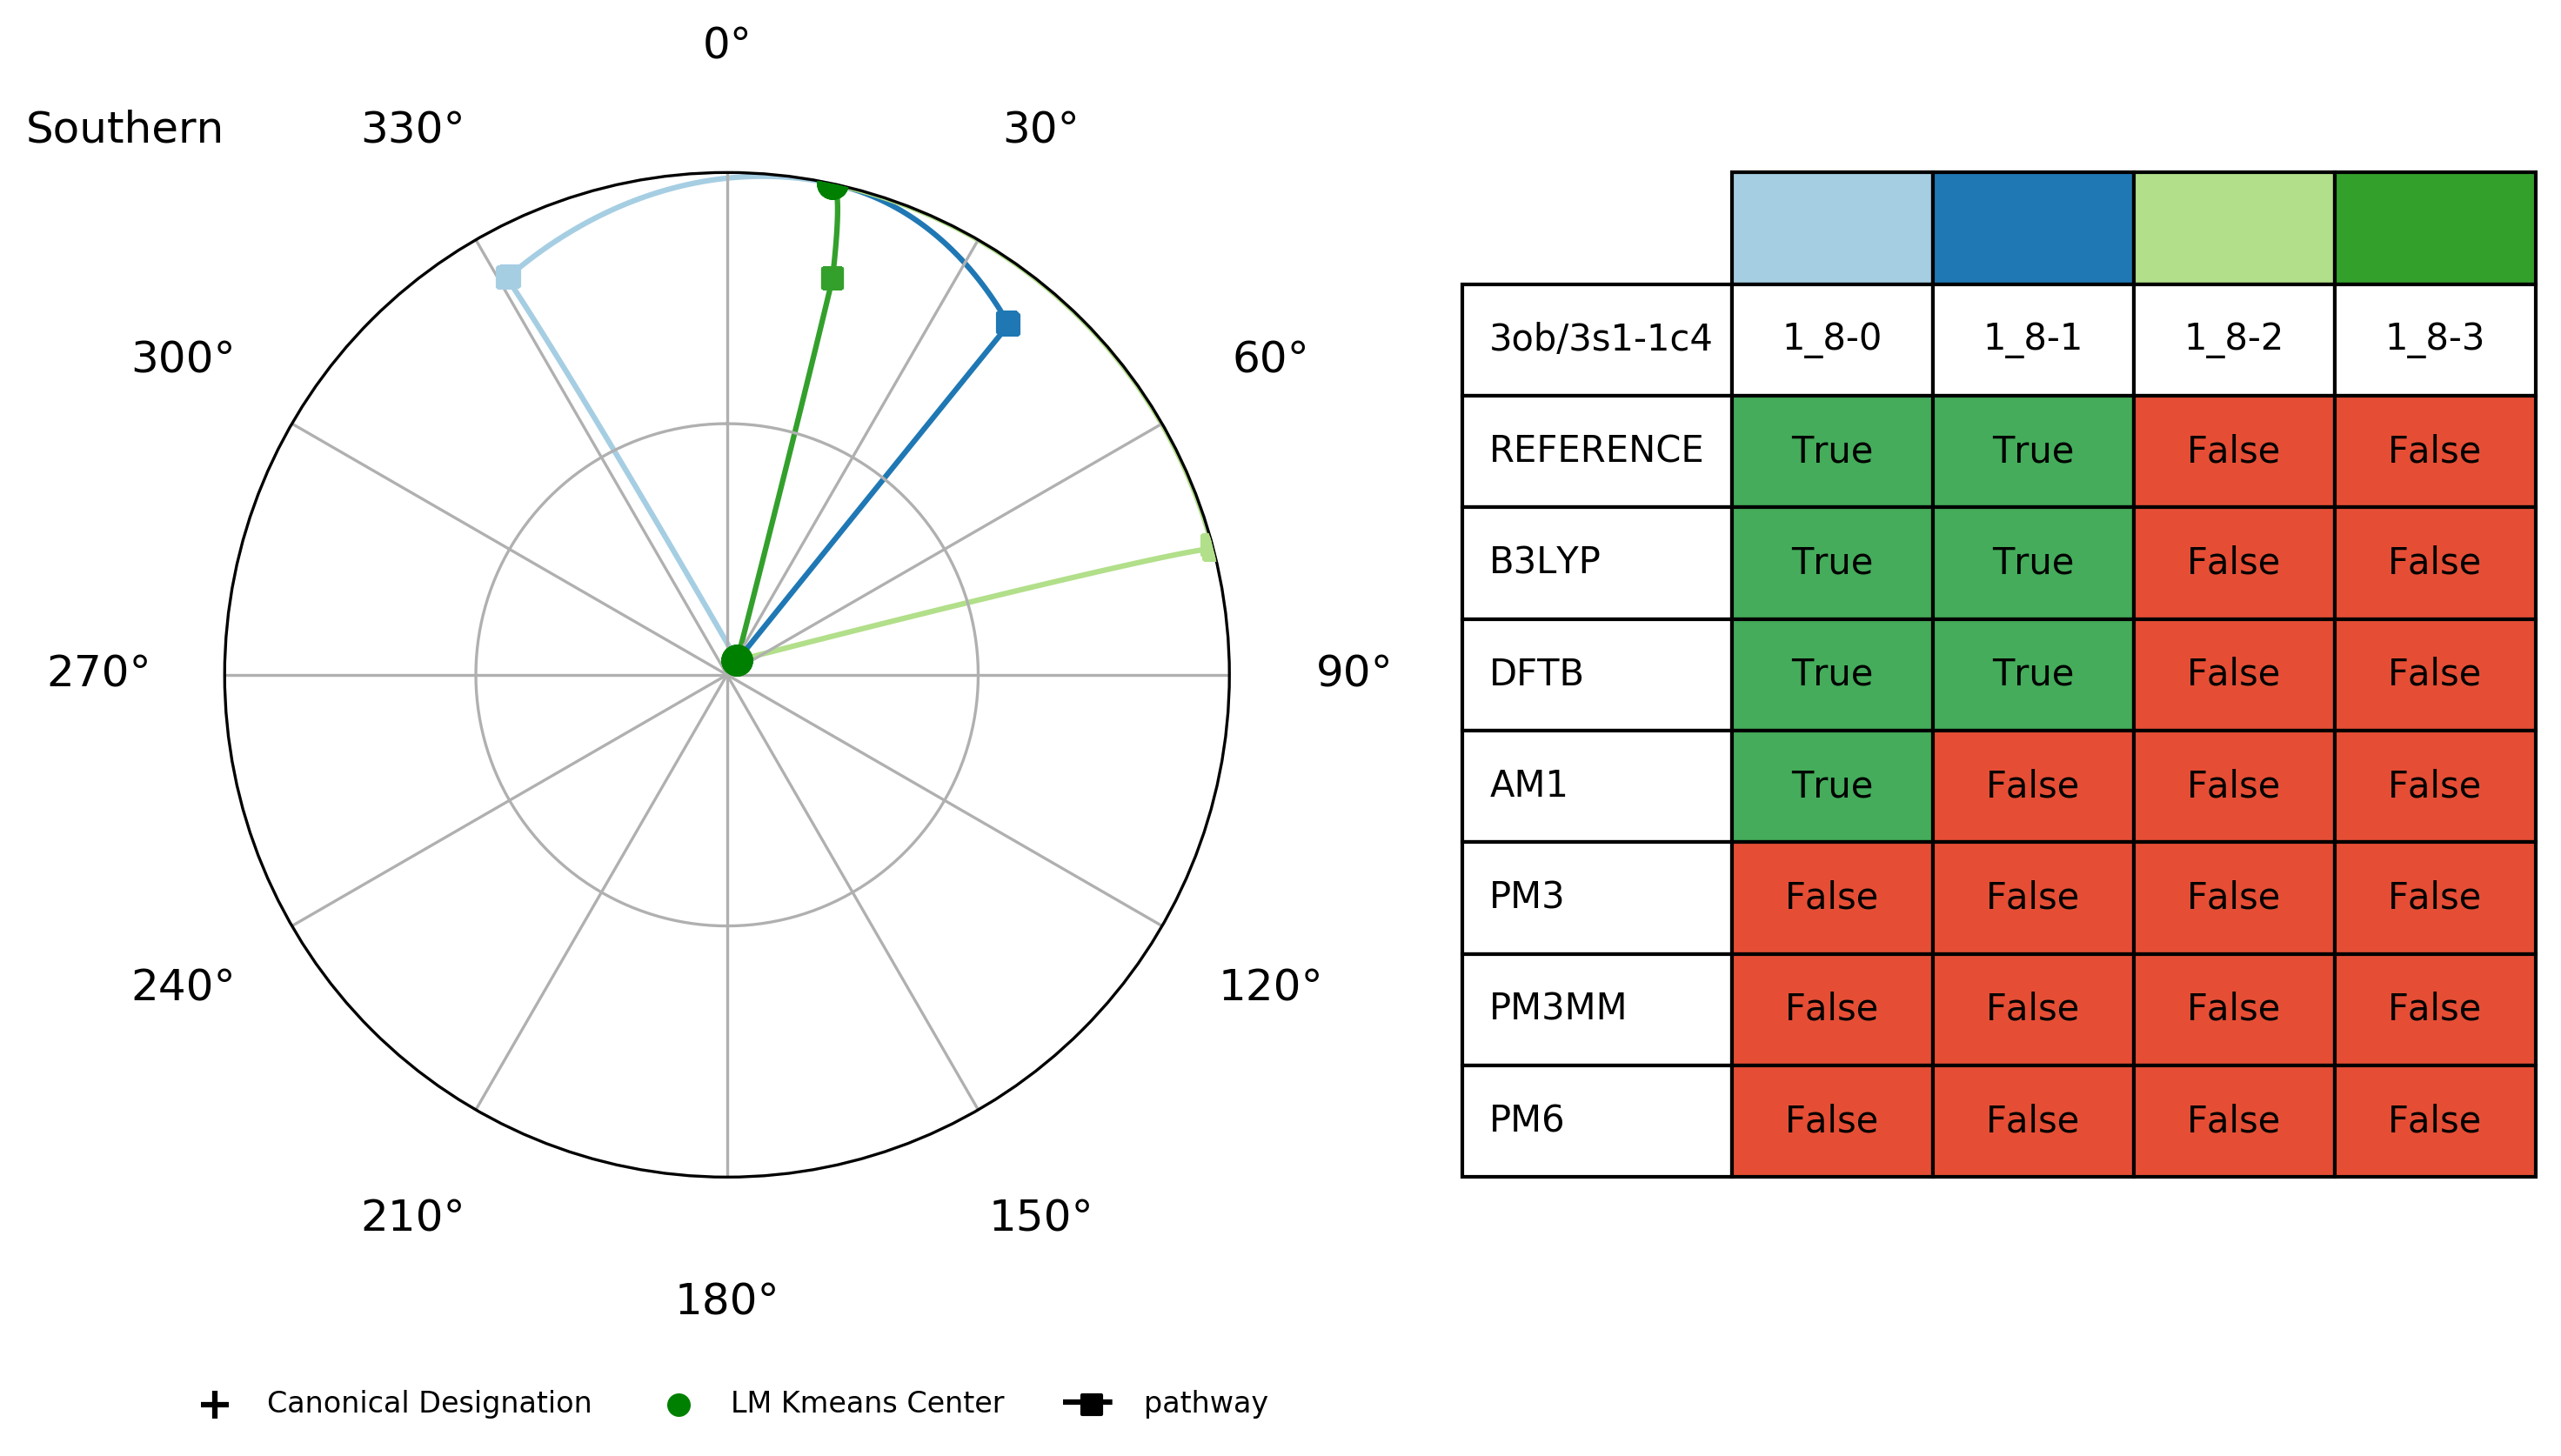 0°
Southern
330°
30°
300°
60°
270°
90°
240°
120°
210°
150°
180°
Canonical Designation
LM Kmeans Center
pathway
3ob/3s1-1c4 1_8-0 1_8-1 1_8-2 1_8-3
REFERENCE True True False False
B3LYP True True False False
DFTB True True False False
AM1 True False False False
PM3 False False False False
PM3MM False False False False
PM6 False False False False